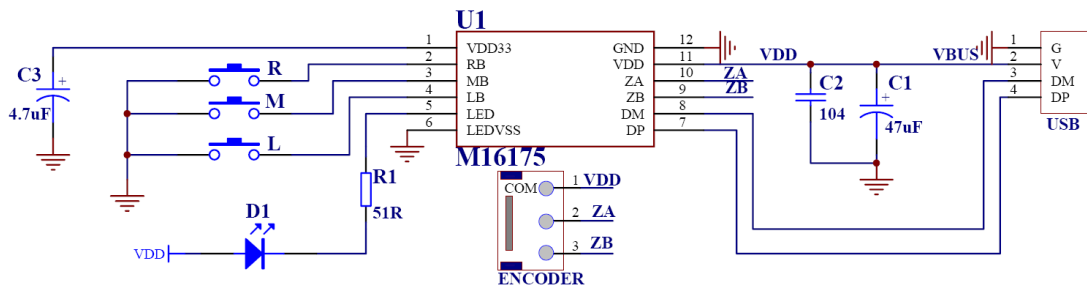 U1
C3
+
4.7uF
R
M
L
1 VDD33
2 RB
3 MB
4 LB
5 LED
6 LEDVSS
GND 12
VDD 11
ZA 10
ZB 9
DM 8
DP 7
M16175
ZA
ZB
VDD
VBUS
C2
104
C1
+
47uF
1 G
2 V
3 DM
4 DP
USB
R1
51R
D1
VDD
COM
1 VDD
2 ZA
3 ZB
ENCODER